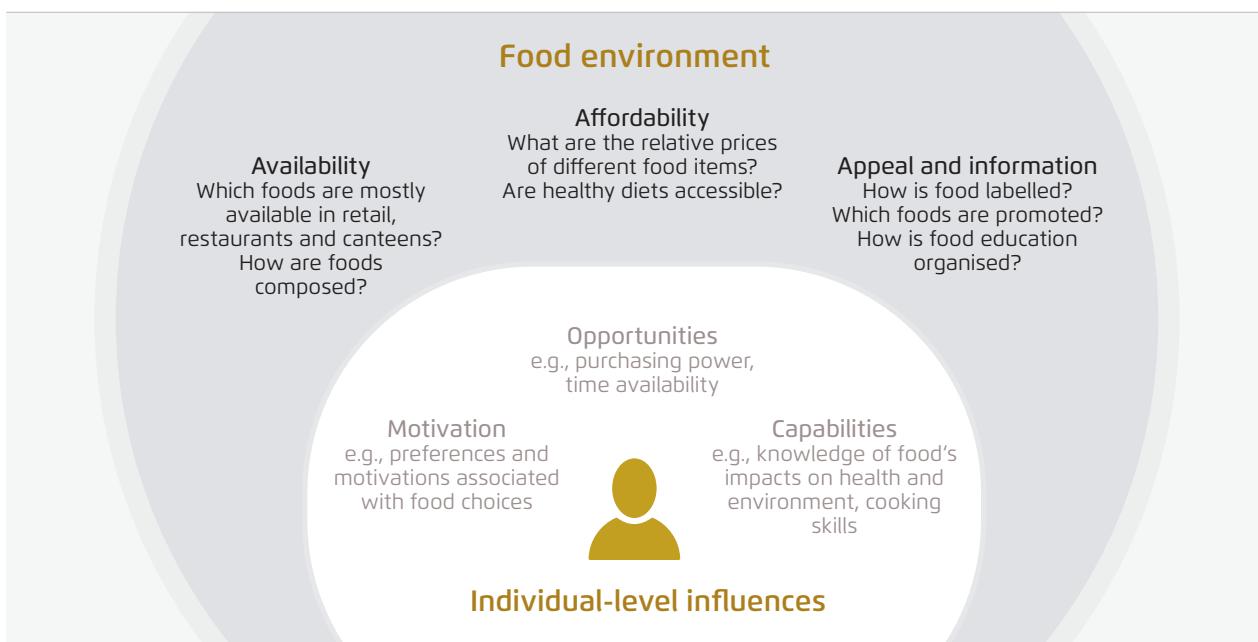 Food environment
Availability
Which foods are mostly
available in retail,
restaurants and canteens?
How are foods
composed?
Affordability
What are the relative prices
of different food items?
Are healthy diets accessible?
Appeal and information
How is food labelled?
Which foods are promoted?
How is food education
organised?
Opportunities
e.g., purchasing power,
time availability
Motivation
e.g., preferences and
motivations associated
with food choices
Capabilities
e.g., knowledge of food's
impacts on health and
environment, cooking
skills
Individual-level influences